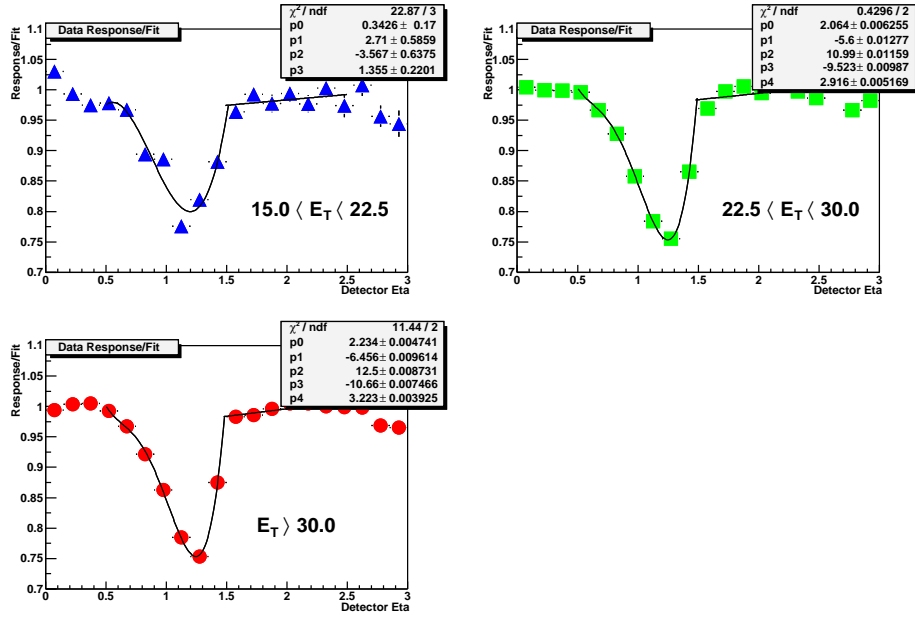 Data Response/Fit
χ² / ndf 22.87 / 3
p0 0.3426 ± 0.17
p1 2.71 ± 0.5859
p2 -3.567 ± 0.6375
p3 1.355 ± 0.2201
Response/Fit
1.1
1.05
1
0.95
0.9
0.85
0.8
0.75
0.7
15.0 ⟨ E_T ⟨ 22.5
0 0.5 1 1.5 2 2.5 3
Detector Eta
Data Response/Fit
χ² / ndf 0.4296 / 2
p0 2.064 ± 0.006255
p1 -5.6 ± 0.01277
p2 10.99 ± 0.01159
p3 -9.523 ± 0.00987
p4 2.916 ± 0.005169
Response/Fit
1.1
1.05
1
0.95
0.9
0.85
0.8
0.75
0.7
22.5 ⟨ E_T ⟨ 30.0
0 0.5 1 1.5 2 2.5 3
Detector Eta
Data Response/Fit
χ² / ndf 11.44 / 2
p0 2.234 ± 0.004741
p1 -6.456 ± 0.009614
p2 12.5 ± 0.008731
p3 -10.66 ± 0.007466
p4 3.223 ± 0.003925
Response/Fit
1.1
1.05
1
0.95
0.9
0.85
0.8
0.75
0.7
E_T ⟩ 30.0
0 0.5 1 1.5 2 2.5 3
Detector Eta